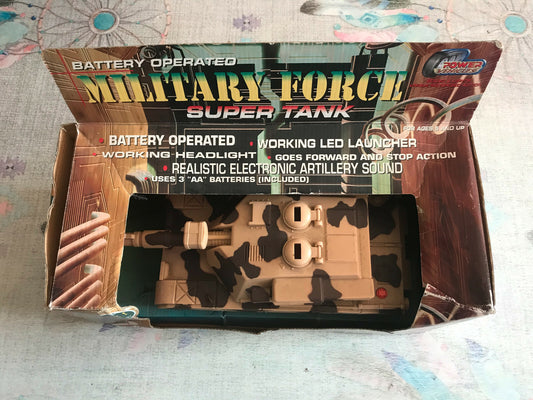 BATTERY OPERATED
MILITARY FORCE
SUPER TANK
POWER
• BATTERY OPERATED • WORKING LED LAUNCHER
• WORKING HEADLIGHT • GOES FORWARD AND STOP ACTION
• REALISTIC ELECTRONIC ARTILLERY SOUND
• USES 3 "AA" BATTERIES (INCLUDED)